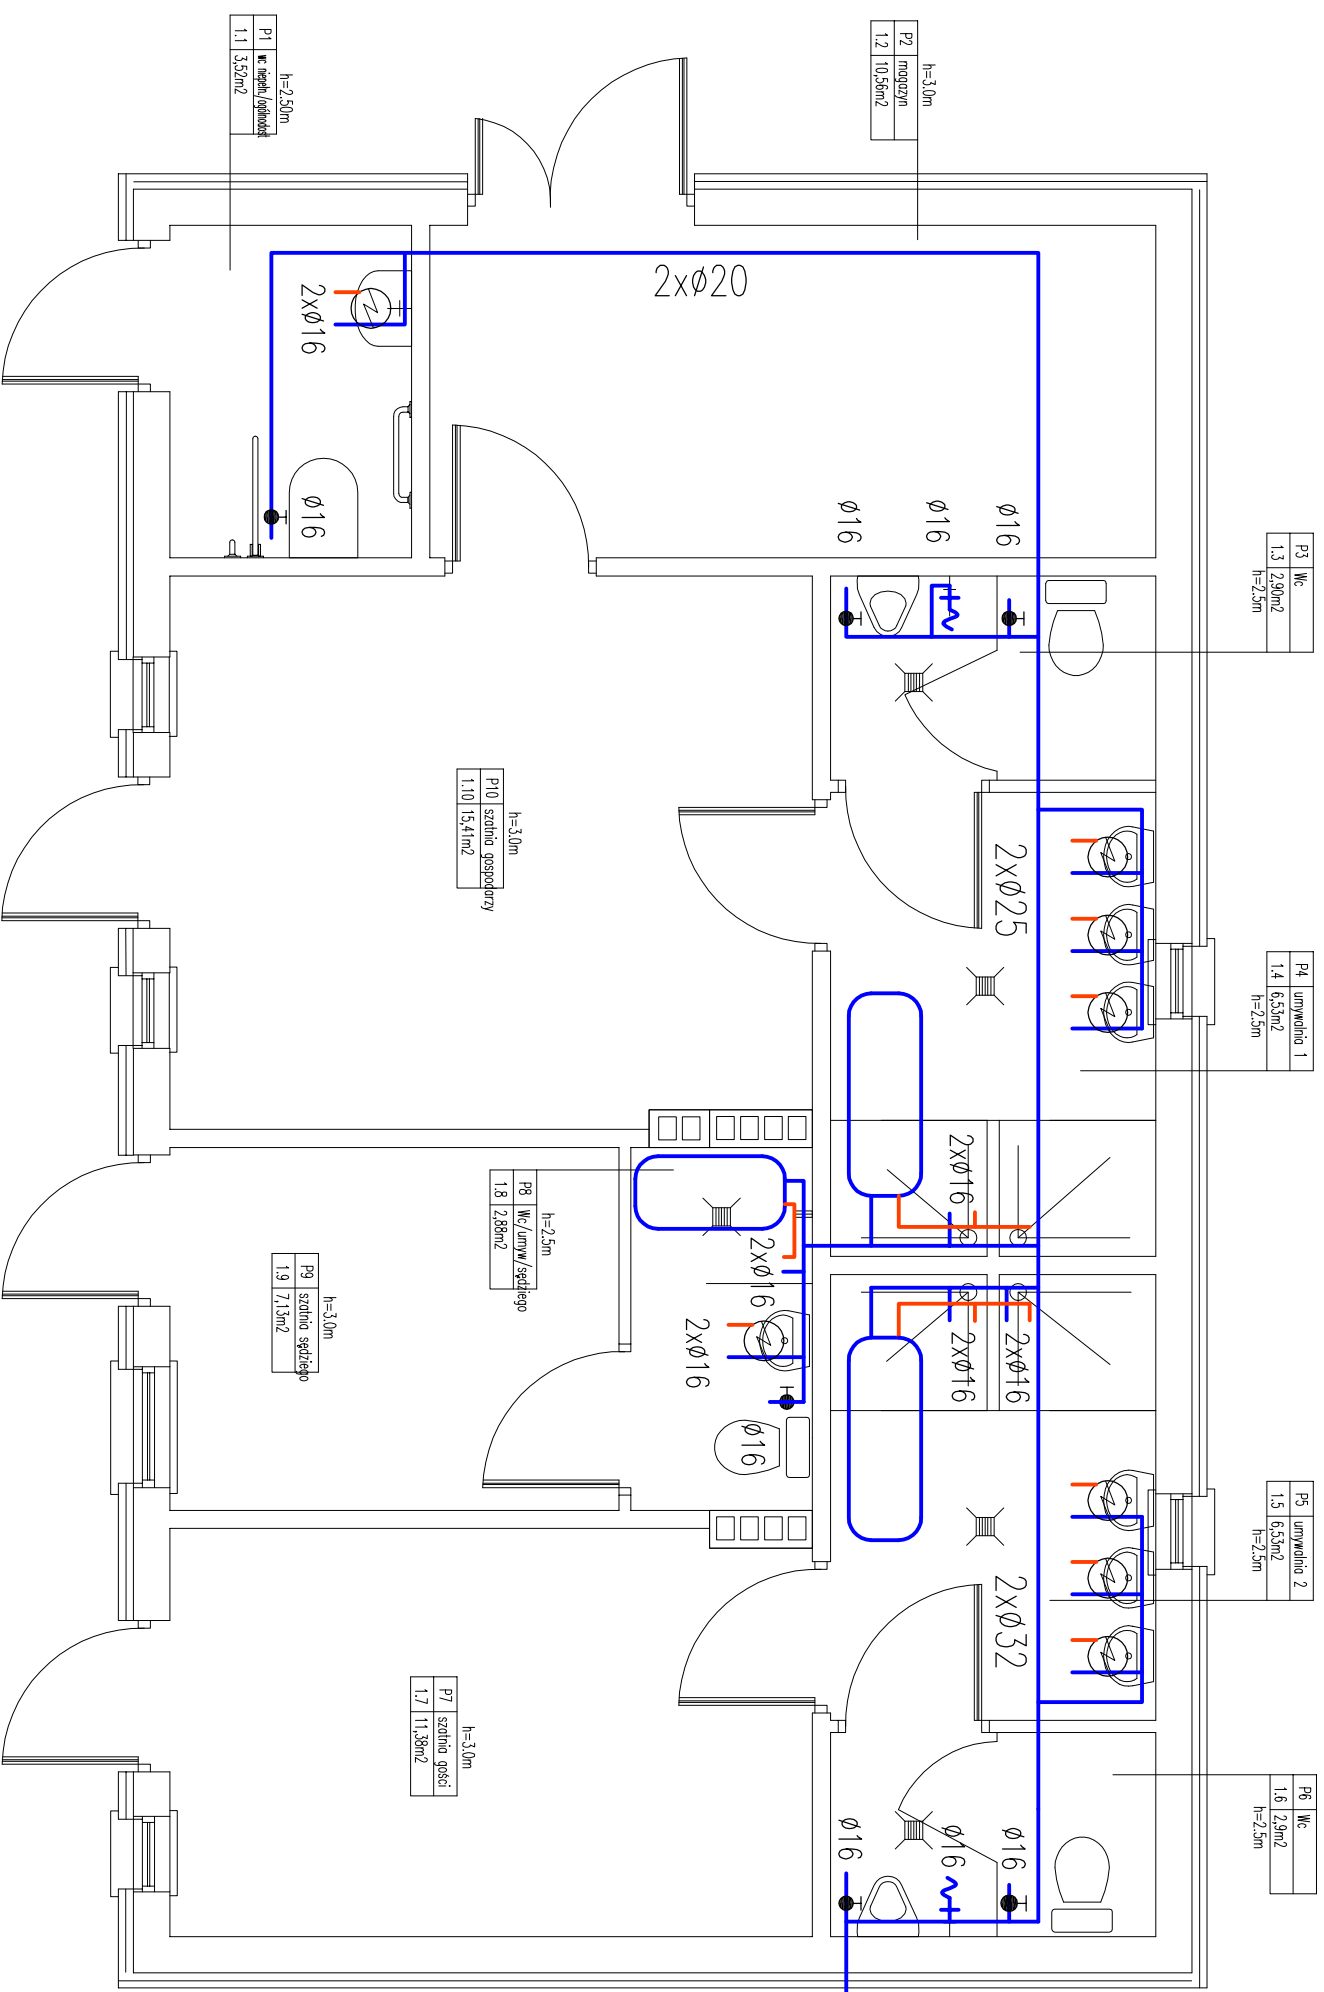 P1 wc niepełn./ogólnodost
1.1 3,52m2
h=2.50m
P2 magazyn
1.2 10,56m2
h=3.0m
P3 Wc
1.3 2,90m2
h=2.5m
P4 umywalnia 1
1.4 6,53m2
h=2.5m
P5 umywalnia 2
1.5 6,53m2
h=2.5m
P6 Wc
1.6 2,9m2
h=2.5m
h=3.0m
P7 szatnia gości
1.7 11,38m2
h=2.5m
P8 Wc/umyw/sędziego
1.8 2,88m2
h=3.0m
P9 szatnia sędziego
1.9 7,13m2
h=3.0m
P10 szatnia gospodarzy
1.10 15,41m2
2xø20
2xø16
ø16
ø16
ø16
ø16
2xø25
2xø16
2xø16
2xø16
ø16
2xø16
2xø16
2xø32
ø16
ø16
ø16